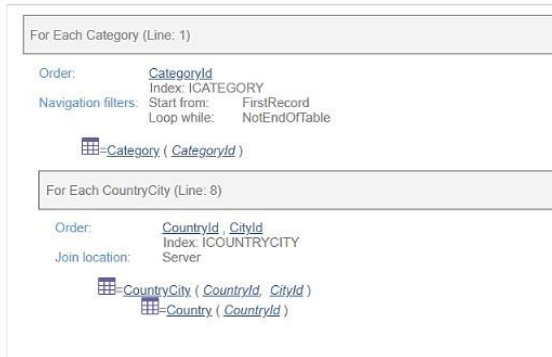 For Each Category (Line: 1)
Order: CategoryId
Index: ICATEGORY
Navigation filters: Start from: FirstRecord
Loop while: NotEndOfTable
=Category ( CategoryId )
For Each CountryCity (Line: 8)
Order: CountryId , CityId
Index: ICOUNTRYCITY
Join location: Server
=CountryCity ( CountryId, CityId )
=Country ( CountryId )